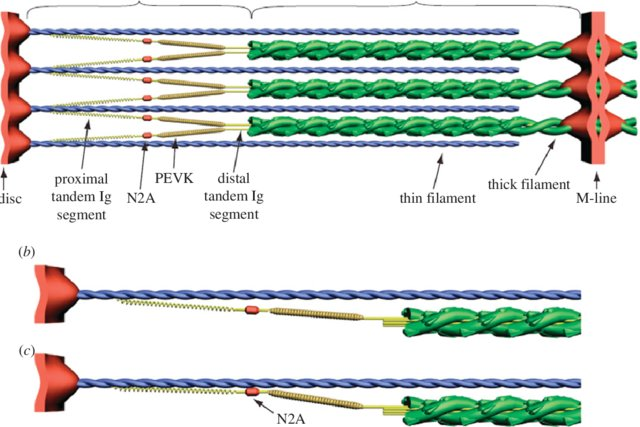 disc
proximal
tandem Ig
segment
N2A
PEVK
distal
tandem Ig
segment
thin filament
thick filament
M-line
(b)
(c)
N2A